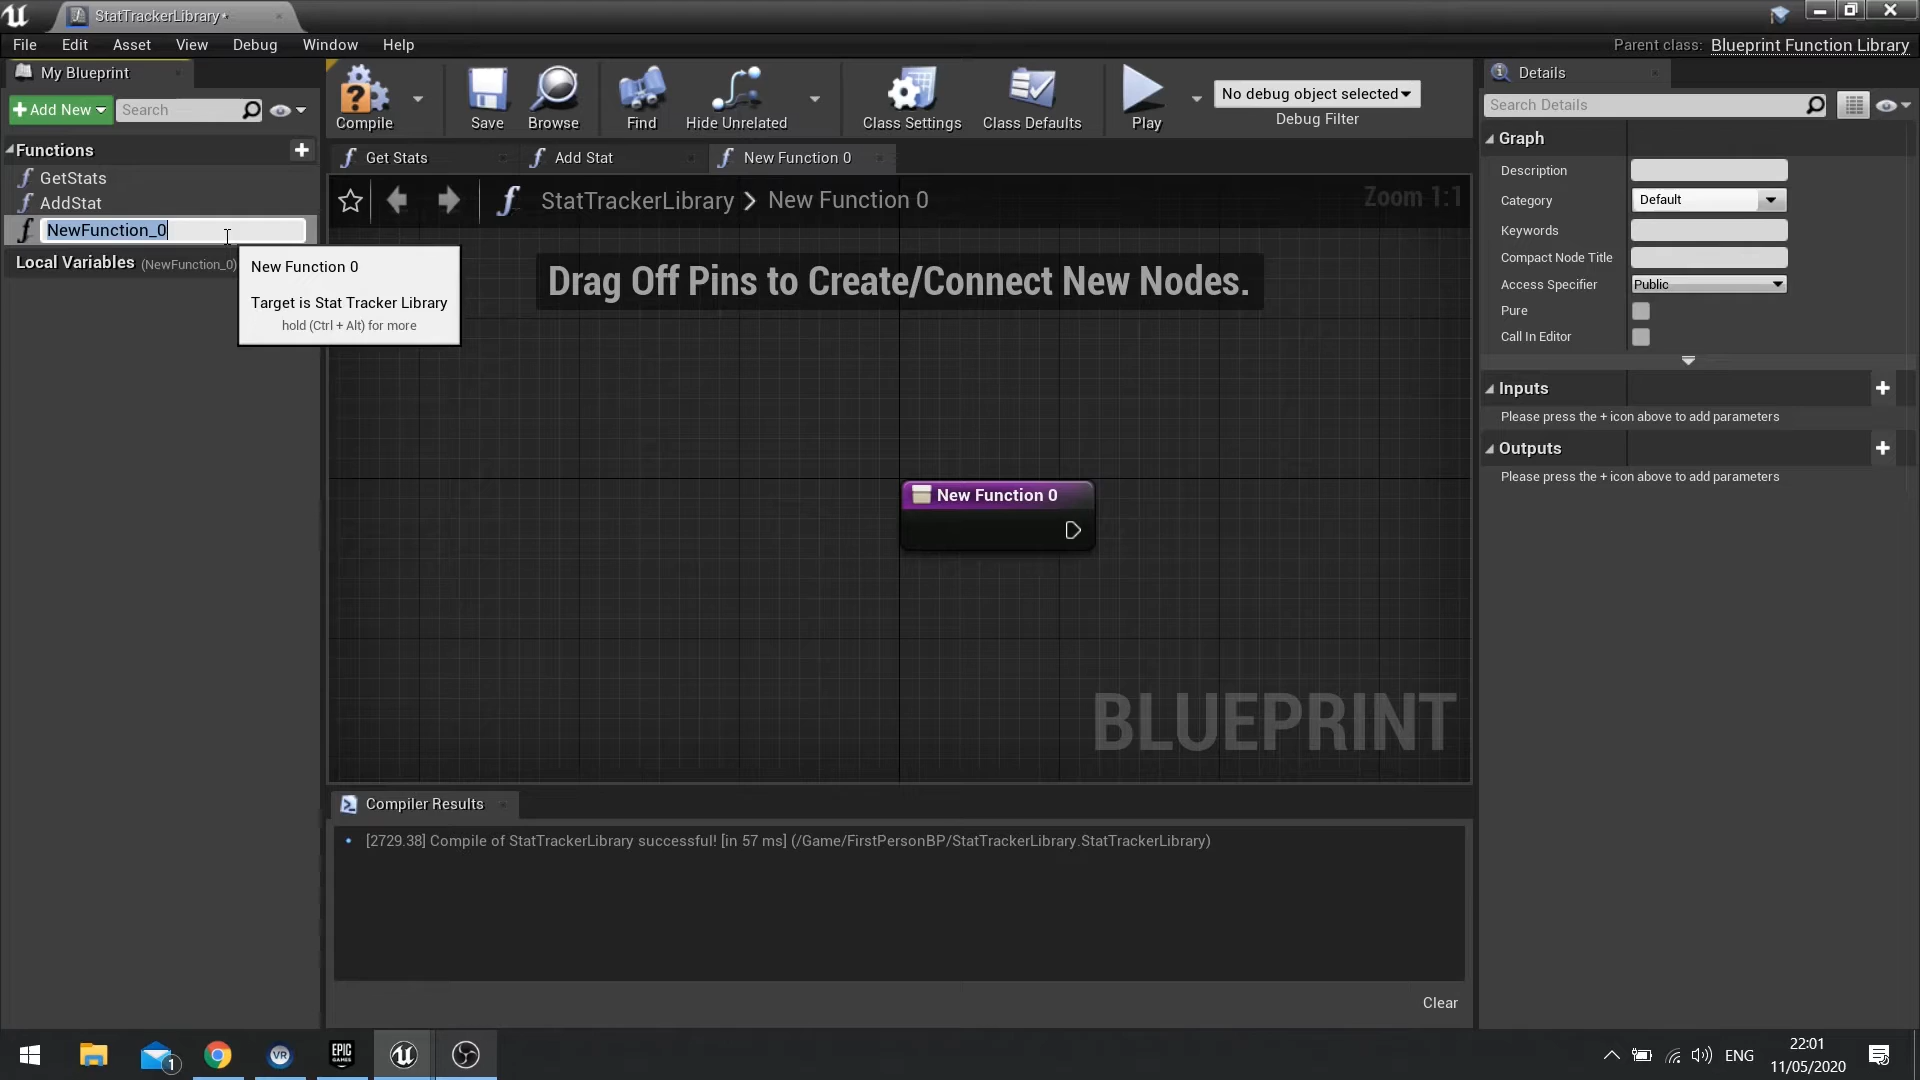 StatTrackerLibrary*
File Edit Asset View Debug Window Help
Parent class: Blueprint Function Library
My Blueprint
+ Add New
Search
Functions
GetStats
AddStat
NewFunction_0
Local Variables (NewFunction_0)
New Function 0
Target is Stat Tracker Library
hold (Ctrl + Alt) for more
Compile
Save
Browse
Find
Hide Unrelated
Class Settings
Class Defaults
Play
No debug object selected
Debug Filter
Get Stats
Add Stat
New Function 0
StatTrackerLibrary > New Function 0
Zoom 1:1
Drag Off Pins to Create/Connect New Nodes.
New Function 0
BLUEPRINT
Compiler Results
[2729.38] Compile of StatTrackerLibrary successful! [in 57 ms] (/Game/FirstPersonBP/StatTrackerLibrary.StatTrackerLibrary)
Clear
Details
Search Details
Graph
Description
Category Default
Keywords
Compact Node Title
Access Specifier Public
Pure
Call In Editor
Inputs
Please press the + icon above to add parameters
Outputs
Please press the + icon above to add parameters
1
VR
EPIC
GAMES
ENG
22:01
11/05/2020